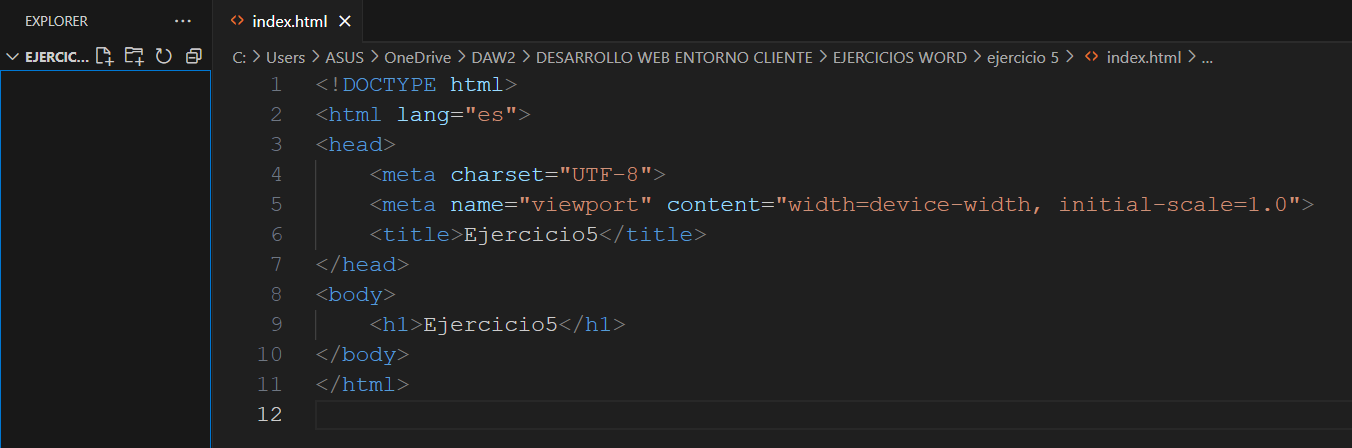 EXPLORER ...
EJERCIC...
index.html
C: > Users > ASUS > OneDrive > DAW2 > DESARROLLO WEB ENTORNO CLIENTE > EJERCICIOS WORD > ejercicio 5 > <> index.html > ...
1 <!DOCTYPE html>
2 <html lang="es">
3 <head>
4     <meta charset="UTF-8">
5     <meta name="viewport" content="width=device-width, initial-scale=1.0">
6     <title>Ejercicio5</title>
7 </head>
8 <body>
9     <h1>Ejercicio5</h1>
10 </body>
11 </html>
12